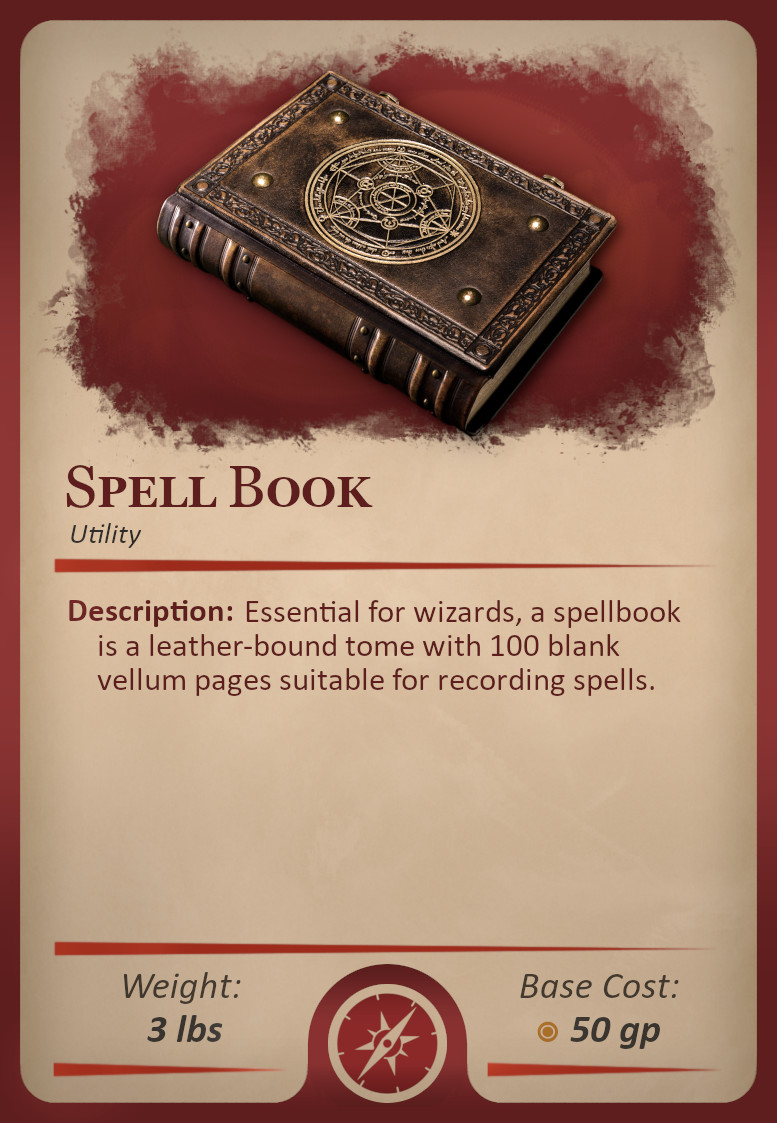 Spell Book
Utility
Description: Essential for wizards, a spellbook
is a leather-bound tome with 100 blank
vellum pages suitable for recording spells.
Weight:
3 lbs
Base Cost:
50 gp